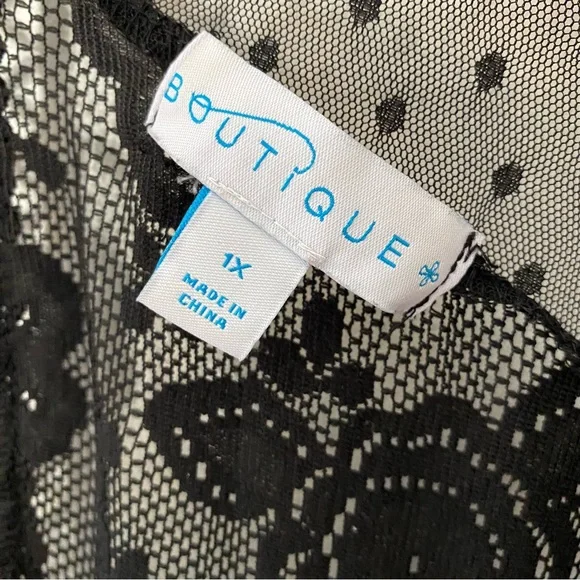 BOUTIQUE *
1X
MADE IN
CHINA